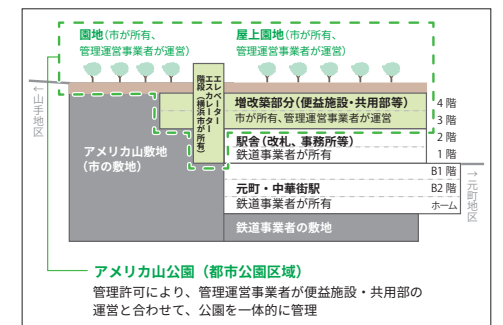 園地(市が所有、
管理運営事業者が運営)
屋上園地(市が所有、
管理運営事業者が運営)
エレベーター
エスカレーター
階段(横浜市が所有)
←山手地区
増改築部分(便益施設・共用部等)
市が所有、管理運営事業者が運営
4階
3階
駅舎(改札、事務所等)
鉄道事業者が所有
2階
1階
アメリカ山敷地
(市の敷地)
B1階
元町・中華街駅
鉄道事業者が所有
B2階
ホーム
→元町地区
鉄道事業者の敷地
アメリカ山公園(都市公園区域)
管理許可により、管理運営事業者が便益施設・共用部の
運営と合わせて、公園を一体的に管理